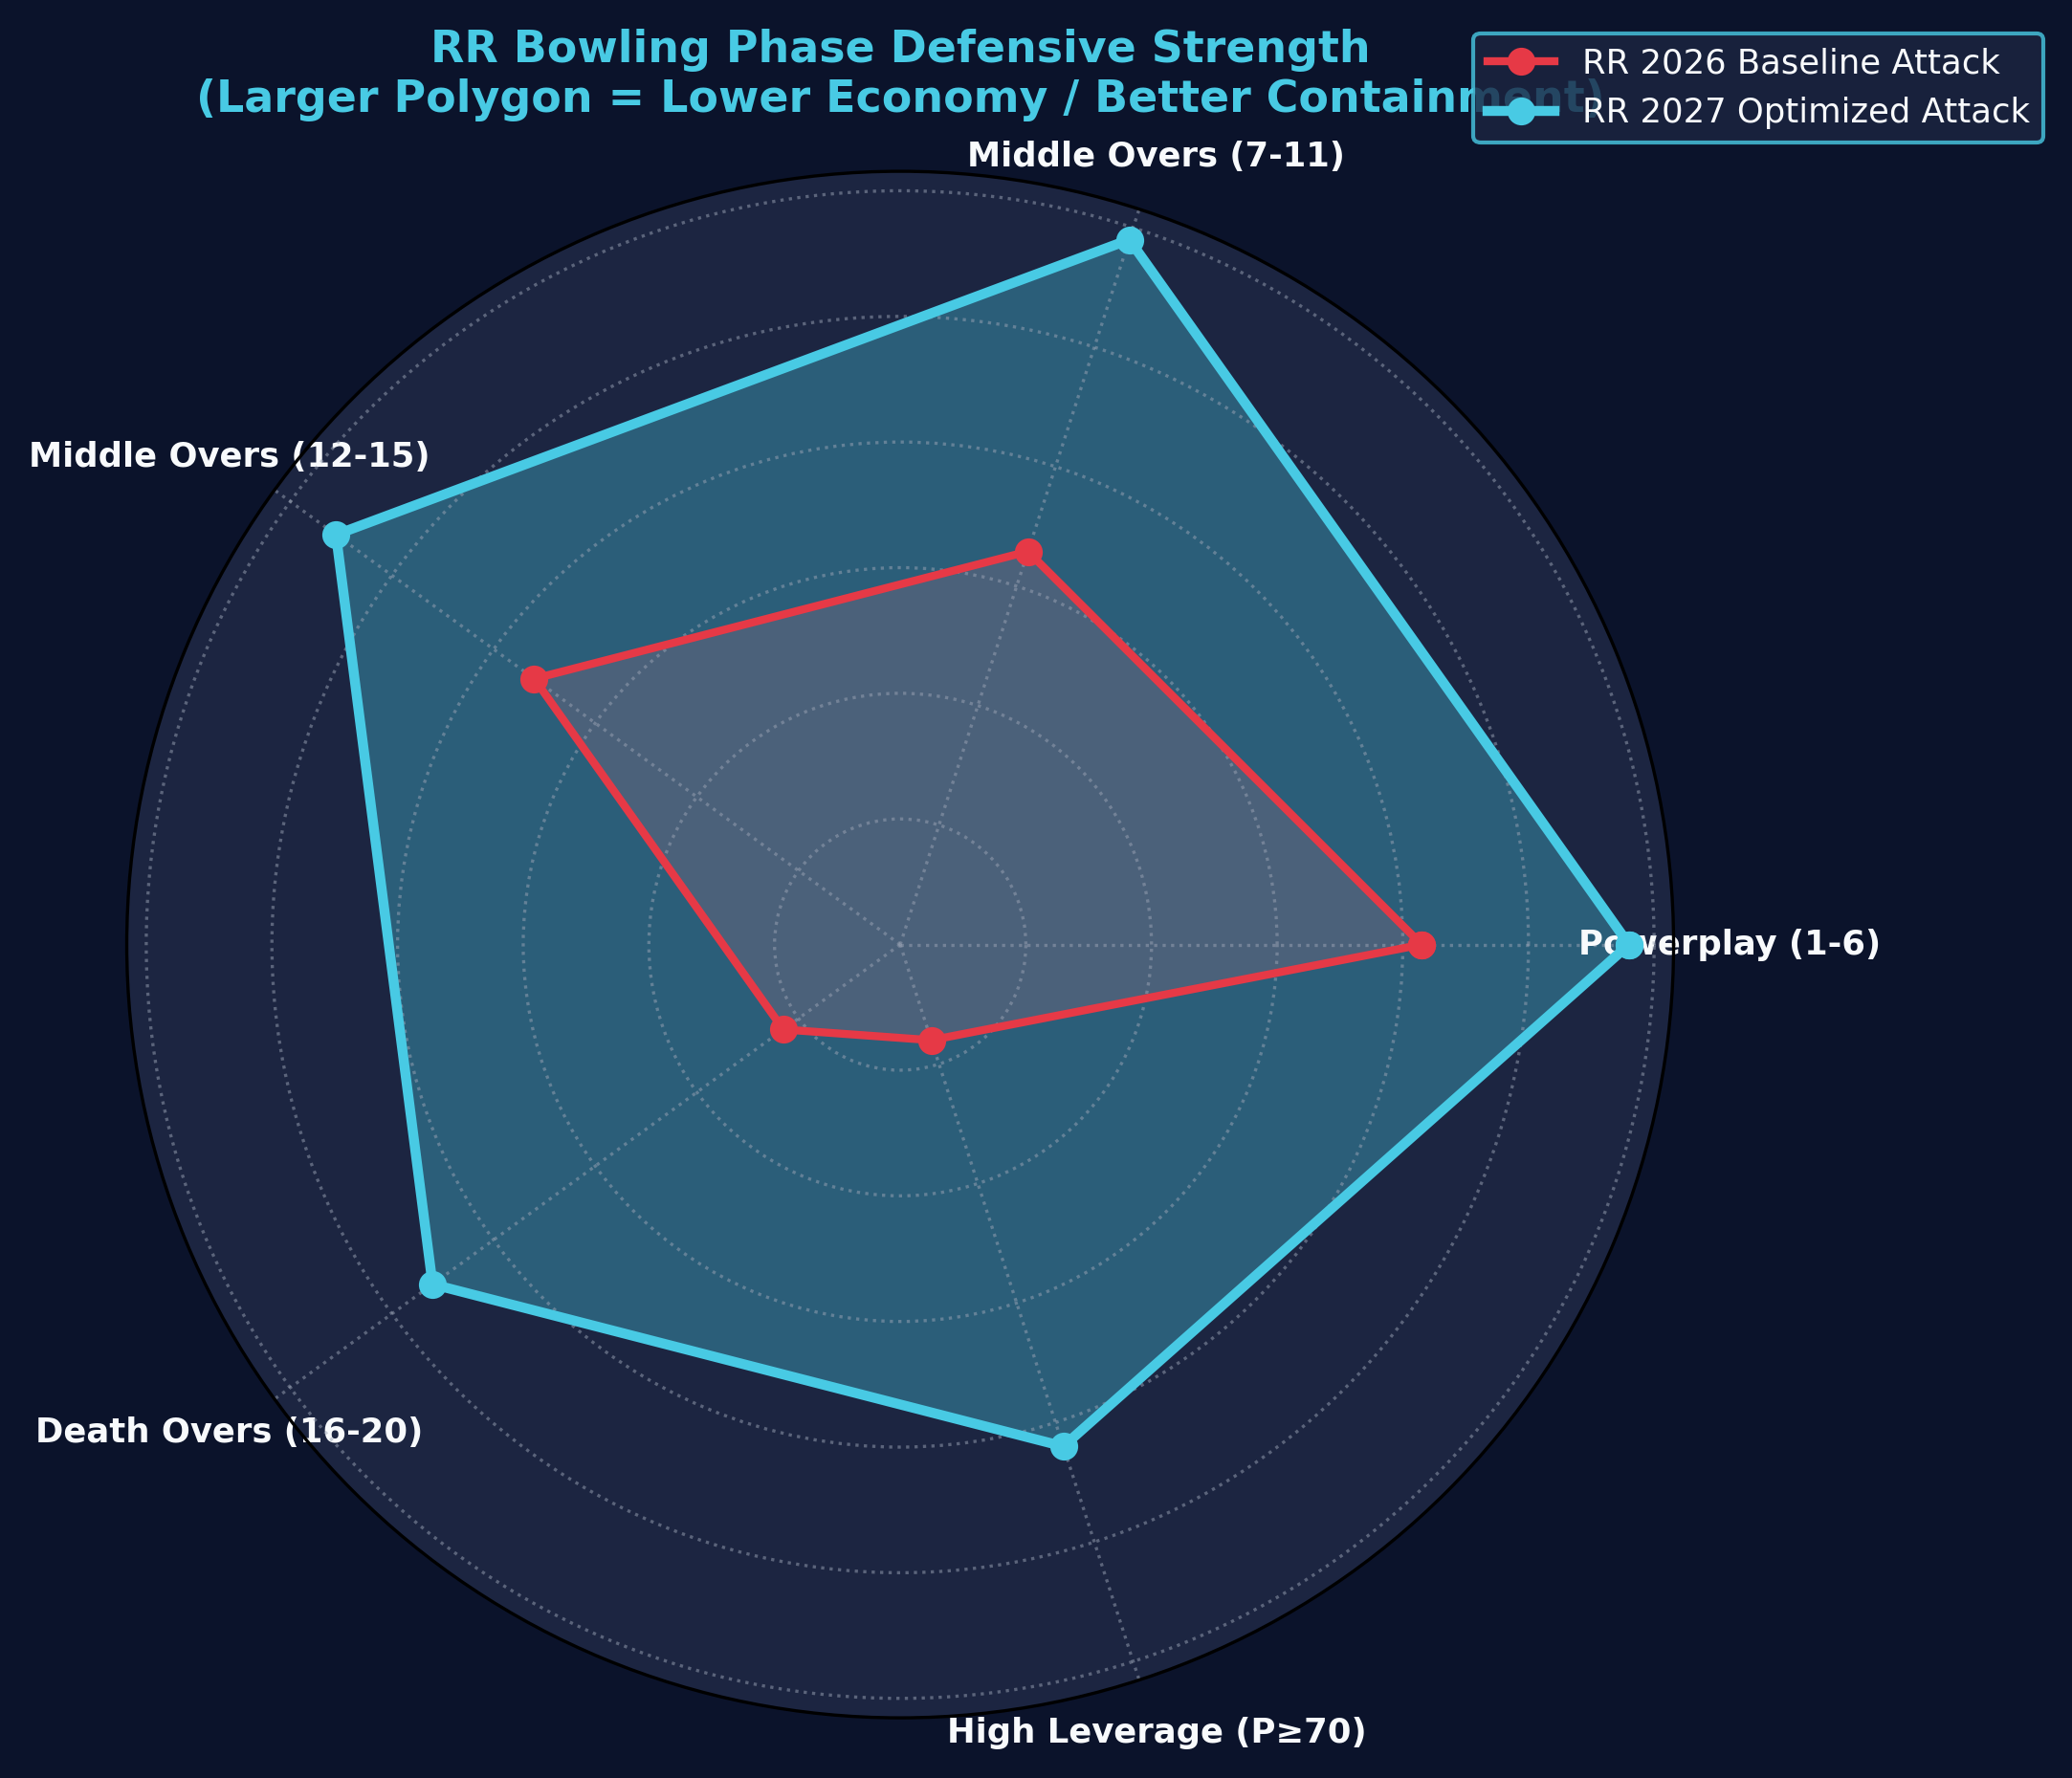 RR Bowling Phase Defensive Strength
(Larger Polygon = Lower Economy / Better Containment)
RR 2026 Baseline Attack
RR 2027 Optimized Attack
Middle Overs (7-11)
Middle Overs (12-15)
Powerplay (1-6)
Death Overs (16-20)
High Leverage (P≥70)